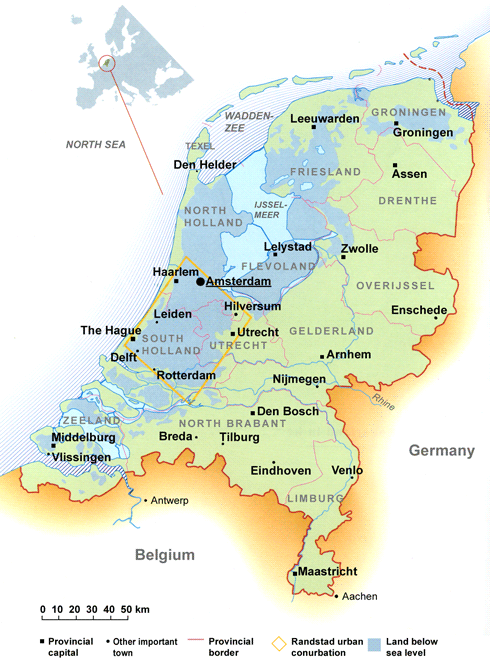 WADDEN-
ZEE
Leeuwarden
GRONINGEN
Groningen
NORTH SEA
TEXEL
Den Helder
FRIESLAND
Assen
DRENTHE
NORTH
HOLLAND
IJSSEL-
MEER
Lelystad
Zwolle
FLEVOLAND
Haarlem
Amsterdam
OVERIJSSEL
Hilversum
Enschede
Leiden
The Hague
Utrecht
GELDERLAND
SOUTH
HOLLAND
UTRECHT
Delft
Arnhem
Rotterdam
Nijmegen
Rhine
Den Bosch
ZEELAND
NORTH BRABANT
Middelburg
Breda
Tilburg
Germany
Vlissingen
Eindhoven
Venlo
Antwerp
LIMBURG
Belgium
Maastricht
Aachen
0 10 20 30 40 50 km
Provincial
capital
Other important
town
Provincial
border
Randstad urban
conurbation
Land below
sea level